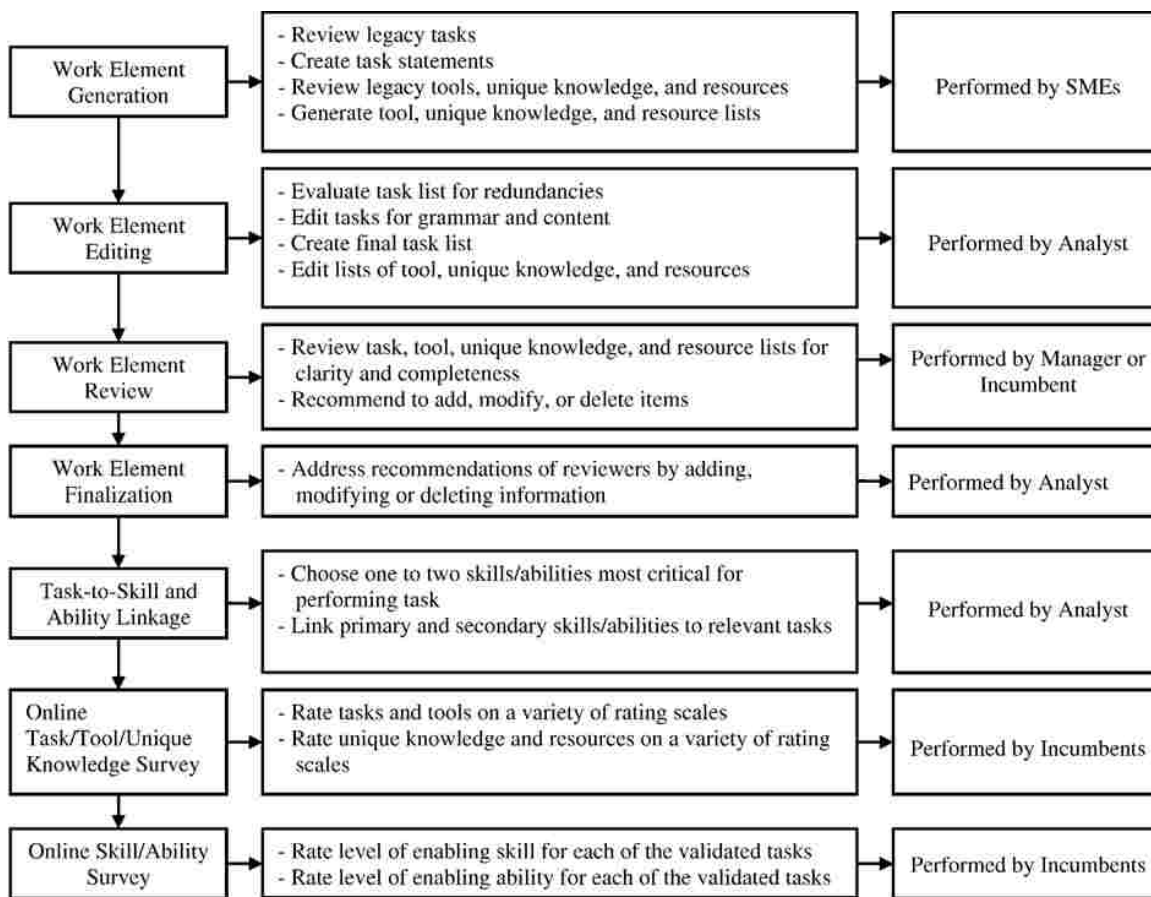 Work Element
Generation
- Review legacy tasks
- Create task statements
- Review legacy tools, unique knowledge, and resources
- Generate tool, unique knowledge, and resource lists
Performed by SMEs
Work Element
Editing
- Evaluate task list for redundancies
- Edit tasks for grammar and content
- Create final task list
- Edit lists of tool, unique knowledge, and resources
Performed by Analyst
Work Element
Review
- Review task, tool, unique knowledge, and resource lists for
clarity and completeness
- Recommend to add, modify, or delete items
Performed by Manager or
Incumbent
Work Element
Finalization
- Address recommendations of reviewers by adding,
modifying or deleting information
Performed by Analyst
Task-to-Skill and
Ability Linkage
- Choose one to two skills/abilities most critical for
performing task
- Link primary and secondary skills/abilities to relevant tasks
Performed by Analyst
Online
Task/Tool/Unique
Knowledge Survey
- Rate tasks and tools on a variety of rating scales
- Rate unique knowledge and resources on a variety of rating
scales
Performed by Incumbents
Online Skill/Ability
Survey
- Rate level of enabling skill for each of the validated tasks
- Rate level of enabling ability for each of the validated tasks
Performed by Incumbents